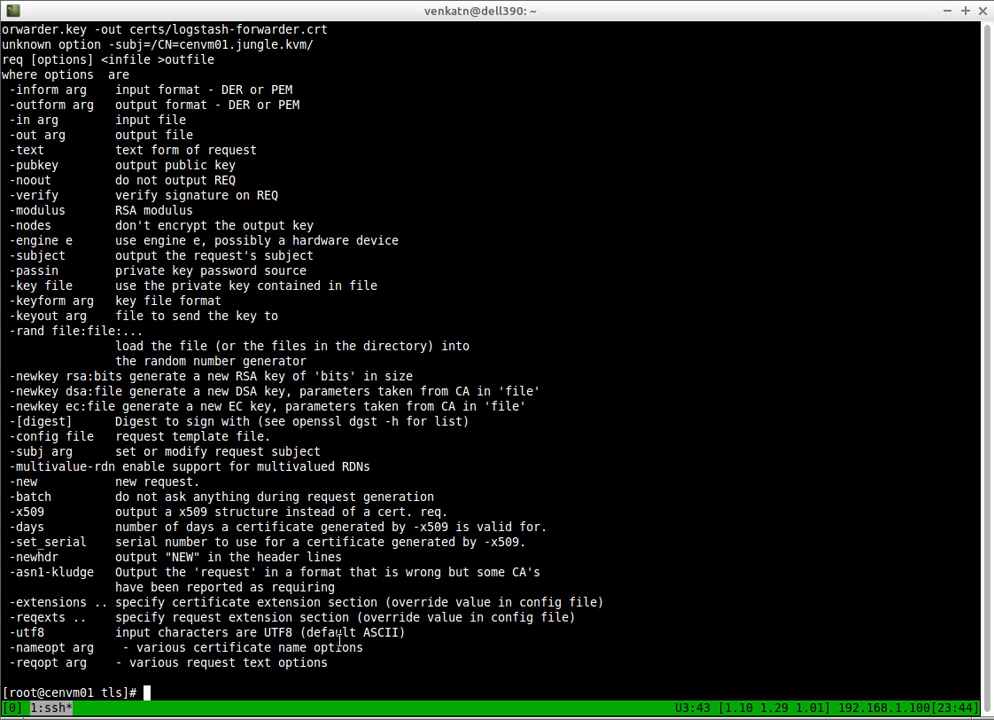 venkatn@dell390: ~
orwarder.key -out certs/logstash-forwarder.crt
unknown option -subj=/CN=cenvm01.jungle.kvm/
req [options] <infile >outfile
where options  are
 -inform arg    input format - DER or PEM
 -outform arg   output format - DER or PEM
 -in arg        input file
 -out arg       output file
 -text          text form of request
 -pubkey        output public key
 -noout         do not output REQ
 -verify        verify signature on REQ
 -modulus       RSA modulus
 -nodes         don't encrypt the output key
 -engine e      use engine e, possibly a hardware device
 -subject       output the request's subject
 -passin        private key password source
 -key file      use the private key contained in file
 -keyform arg   key file format
 -keyout arg    file to send the key to
 -rand file:file:...
                load the file (or the files in the directory) into
                the random number generator
 -newkey rsa:bits generate a new RSA key of 'bits' in size
 -newkey dsa:file generate a new DSA key, parameters taken from CA in 'file'
 -newkey ec:file generate a new EC key, parameters taken from CA in 'file'
 -[digest]      Digest to sign with (see openssl dgst -h for list)
 -config file   request template file.
 -subj arg      set or modify request subject
 -multivalue-rdn enable support for multivalued RDNs
 -new           new request.
 -batch         do not ask anything during request generation
 -x509          output a x509 structure instead of a cert. req.
 -days          number of days a certificate generated by -x509 is valid for.
 -set_serial    serial number to use for a certificate generated by -x509.
 -newhdr        output "NEW" in the header lines
 -asn1-kludge   Output the 'request' in a format that is wrong but some CA's
                have been reported as requiring
 -extensions .. specify certificate extension section (override value in config file)
 -reqexts ..    specify request extension section (override value in config file)
 -utf8          input characters are UTF8 (default ASCII)
 -nameopt arg    - various certificate name options
 -reqopt arg    - various request text options
[root@cenvm01 tls]#
[0] 1:ssh* U3:43 [1.10 1.29 1.01] 192.168.1.100[23:44]